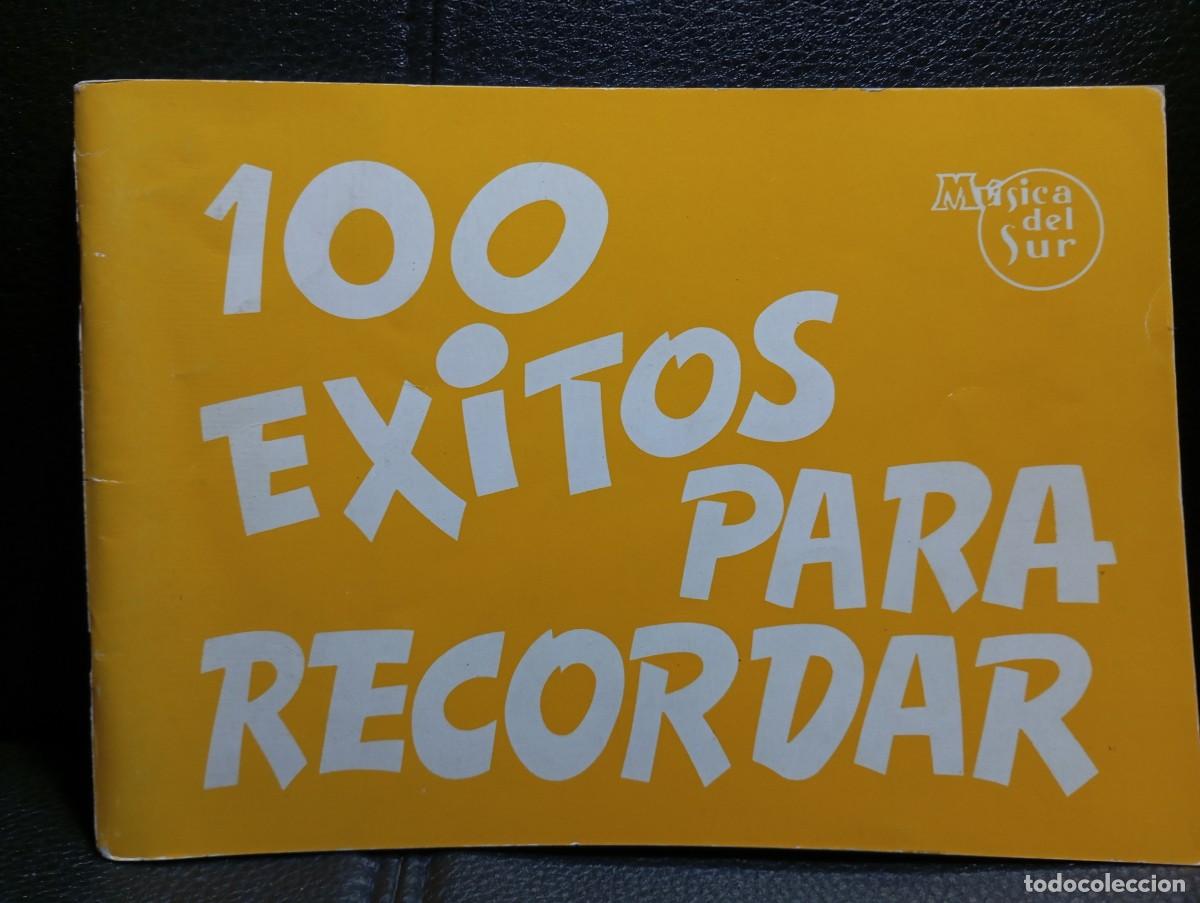 100
EXiTOS
PARA
RECORDAR
Música
del
Sur
todocoleccion